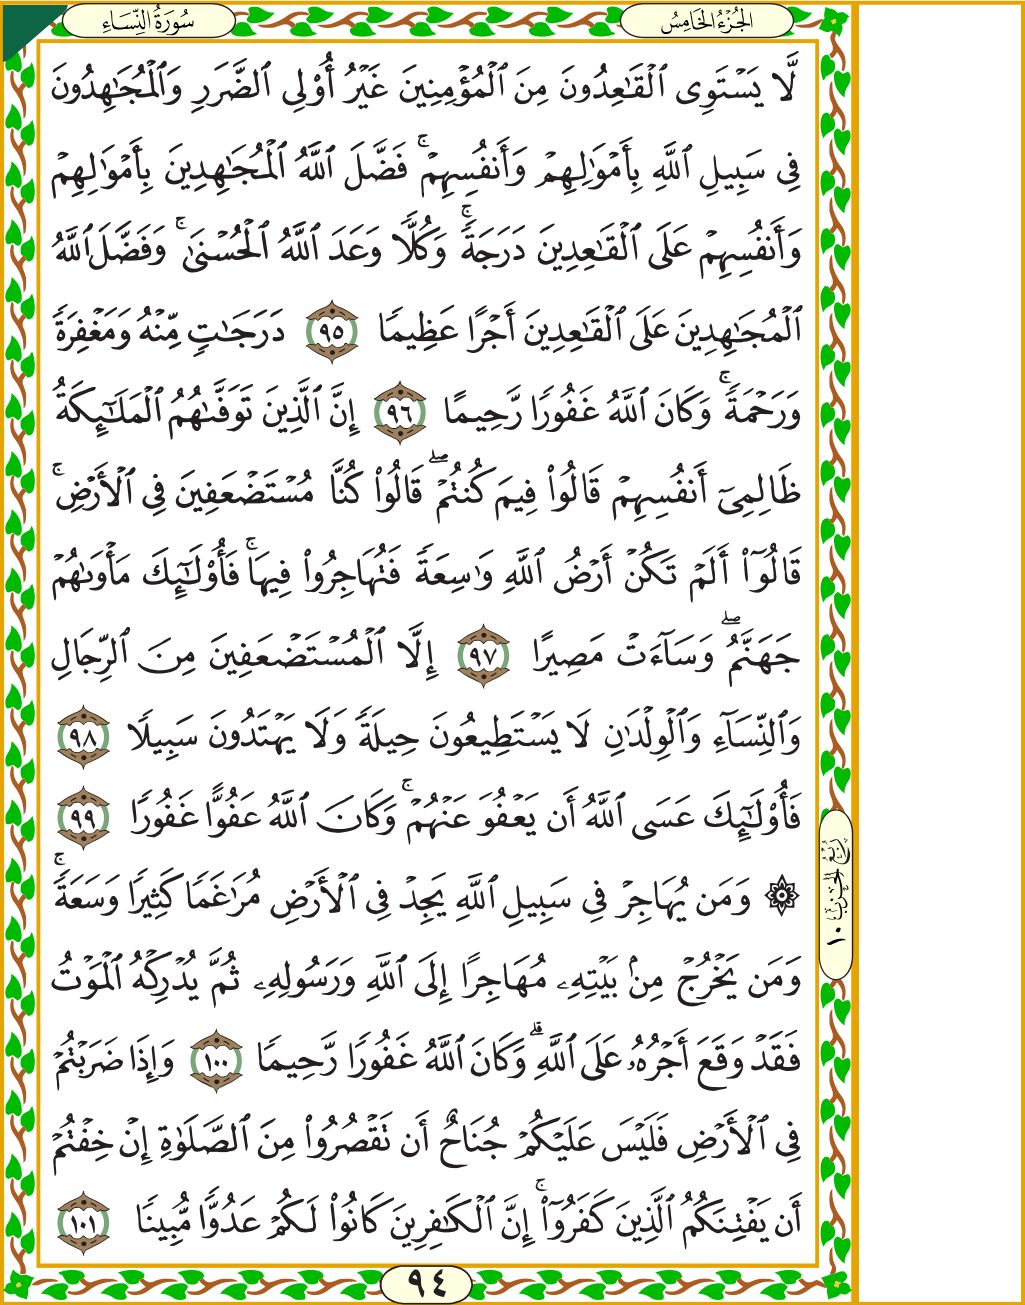 الجُزْءُ الخَامِسُ
سُورَةُ النِّسَاءِ
لَّا يَسْتَوِى ٱلْقَـٰعِدُونَ مِنَ ٱلْمُؤْمِنِينَ غَيْرُ أُو۟لِى ٱلضَّرَرِ وَٱلْمُجَـٰهِدُونَ
فِى سَبِيلِ ٱللَّهِ بِأَمْوَٰلِهِمْ وَأَنفُسِهِمْ ۚ فَضَّلَ ٱللَّهُ ٱلْمُجَـٰهِدِينَ بِأَمْوَٰلِهِمْ
وَأَنفُسِهِمْ عَلَى ٱلْقَـٰعِدِينَ دَرَجَةً ۚ وَكُلًّا وَعَدَ ٱللَّهُ ٱلْحُسْنَىٰ ۚ وَفَضَّلَ ٱللَّهُ
ٱلْمُجَـٰهِدِينَ عَلَى ٱلْقَـٰعِدِينَ أَجْرًا عَظِيمًا ٩٥ دَرَجَـٰتٍ مِّنْهُ وَمَغْفِرَةً
وَرَحْمَةً ۚ وَكَانَ ٱللَّهُ غَفُورًا رَّحِيمًا ٩٦ إِنَّ ٱلَّذِينَ تَوَفَّىٰهُمُ ٱلْمَلَـٰٓئِكَةُ
ظَالِمِىٓ أَنفُسِهِمْ قَالُوا۟ فِيمَ كُنتُمْ ۖ قَالُوا۟ كُنَّا مُسْتَضْعَفِينَ فِى ٱلْأَرْضِ ۚ
قَالُوٓا۟ أَلَمْ تَكُنْ أَرْضُ ٱللَّهِ وَٰسِعَةً فَتُهَاجِرُوا۟ فِيهَا ۚ فَأُو۟لَـٰٓئِكَ مَأْوَىٰهُمْ
جَهَنَّمُ ۖ وَسَآءَتْ مَصِيرًا ٩٧ إِلَّا ٱلْمُسْتَضْعَفِينَ مِنَ ٱلرِّجَالِ
وَٱلنِّسَآءِ وَٱلْوِلْدَٰنِ لَا يَسْتَطِيعُونَ حِيلَةً وَلَا يَهْتَدُونَ سَبِيلًا ٩٨
فَأُو۟لَـٰٓئِكَ عَسَى ٱللَّهُ أَن يَعْفُوَ عَنْهُمْ ۚ وَكَانَ ٱللَّهُ عَفُوًّا غَفُورًا ٩٩
۞ وَمَن يُهَاجِرْ فِى سَبِيلِ ٱللَّهِ يَجِدْ فِى ٱلْأَرْضِ مُرَٰغَمًا كَثِيرًا وَسَعَةً ۚ
وَمَن يَخْرُجْ مِنۢ بَيْتِهِۦ مُهَاجِرًا إِلَى ٱللَّهِ وَرَسُولِهِۦ ثُمَّ يُدْرِكْهُ ٱلْمَوْتُ
فَقَدْ وَقَعَ أَجْرُهُۥ عَلَى ٱللَّهِ ۗ وَكَانَ ٱللَّهُ غَفُورًا رَّحِيمًا ١٠٠ وَإِذَا ضَرَبْتُمْ
فِى ٱلْأَرْضِ فَلَيْسَ عَلَيْكُمْ جُنَاحٌ أَن تَقْصُرُوا۟ مِنَ ٱلصَّلَوٰةِ إِنْ خِفْتُمْ
أَن يَفْتِنَكُمُ ٱلَّذِينَ كَفَرُوٓا۟ ۚ إِنَّ ٱلْكَـٰفِرِينَ كَانُوا۟ لَكُمْ عَدُوًّا مُّبِينًا ١٠١
رُبْعُ الحِزْب ١٠
٩٤